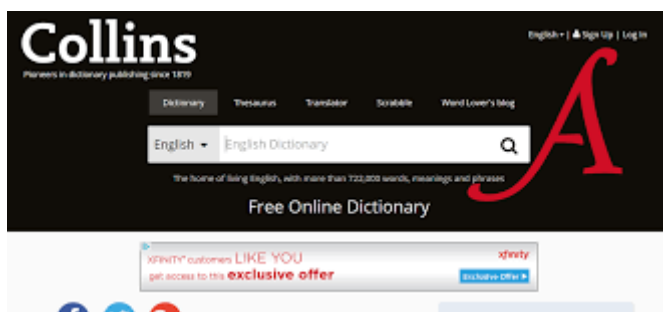 Collins
English | Sign Up | Log In
Pioneers in dictionary publishing since 1819
Dictionary Thesaurus Translator Scrabble Word Lover's blog
English English Dictionary
A
The home of living English, with more than 722,000 words, meanings and phrases
Free Online Dictionary
XFINITY® customers LIKE YOU
get access to this exclusive offer
xfinity
Exclusive Offer